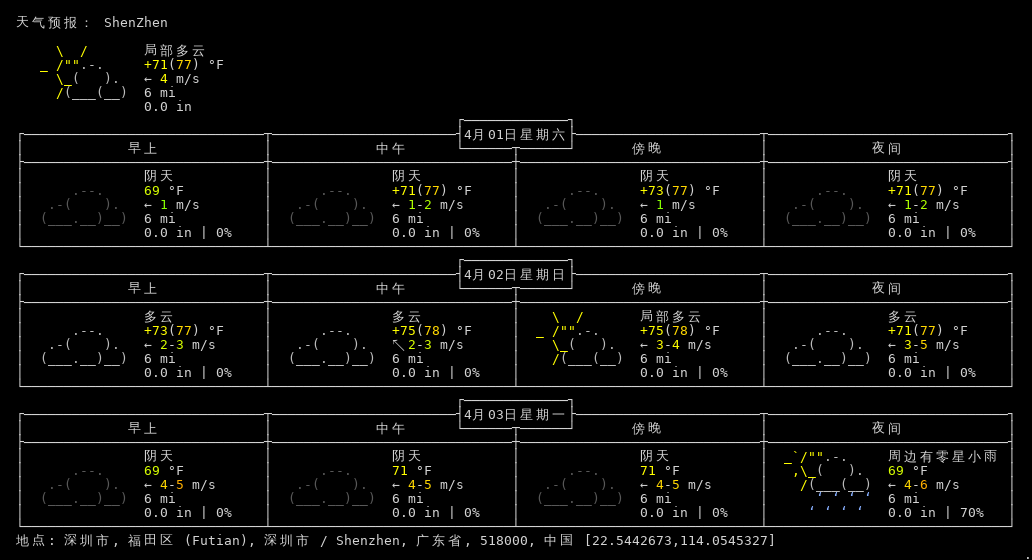 天气预报： ShenZhen
局部多云
+71(77) °F
← 4 m/s
6 mi
0.0 in
4月01日星期六
早上 中午 傍晚 夜间
阴天 阴天 阴天 阴天
69 °F +71(77) °F +73(77) °F +71(77) °F
← 1 m/s ← 1-2 m/s ← 1 m/s ← 1-2 m/s
6 mi 6 mi 6 mi 6 mi
0.0 in | 0% 0.0 in | 0% 0.0 in | 0% 0.0 in | 0%
4月02日星期日
早上 中午 傍晚 夜间
多云 多云 局部多云 多云
+73(77) °F +75(78) °F +75(78) °F +71(77) °F
← 2-3 m/s ↖ 2-3 m/s ← 3-4 m/s ← 3-5 m/s
6 mi 6 mi 6 mi 6 mi
0.0 in | 0% 0.0 in | 0% 0.0 in | 0% 0.0 in | 0%
4月03日星期一
早上 中午 傍晚 夜间
阴天 阴天 阴天 周边有零星小雨
69 °F 71 °F 71 °F 69 °F
← 4-5 m/s ← 4-5 m/s ← 4-5 m/s ← 4-6 m/s
6 mi 6 mi 6 mi 6 mi
0.0 in | 0% 0.0 in | 0% 0.0 in | 0% 0.0 in | 70%
地点: 深圳市, 福田区 (Futian), 深圳市 / Shenzhen, 广东省, 518000, 中国 [22.5442673,114.0545327]